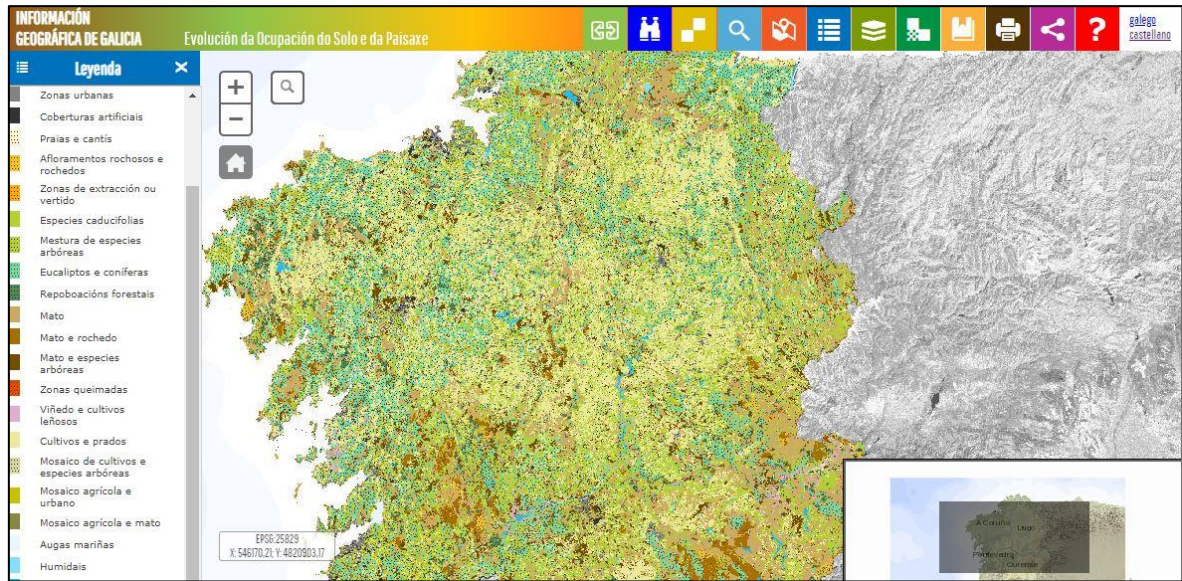 INFORMACIÓN
GEOGRÁFICA DE GALICIA
Evolución da Ocupación do Solo e da Paisaxe
?
galego
castellano
Leyenda
×
Zonas urbanas
Coberturas artificiais
Praias e cantís
Afloramentos rochosos e
rochedos
Zonas de extracción ou
vertido
Especies caducifolias
Mestura de especies
arbóreas
Eucaliptos e coníferas
Repoboacións forestais
Mato
Mato e rochedo
Mato e especies
arbóreas
Zonas queimadas
Viñedo e cultivos
leñosos
Cultivos e prados
Mosaico de cultivos e
especies arbóreas
Mosaico agrícola e
urbano
Mosaico agrícola e mato
Augas mariñas
Humidais
+
−
EPSG:25829
X: 546170,21; Y: 4820903,17
A Coruña
Lugo
Pontevedra
Ourense